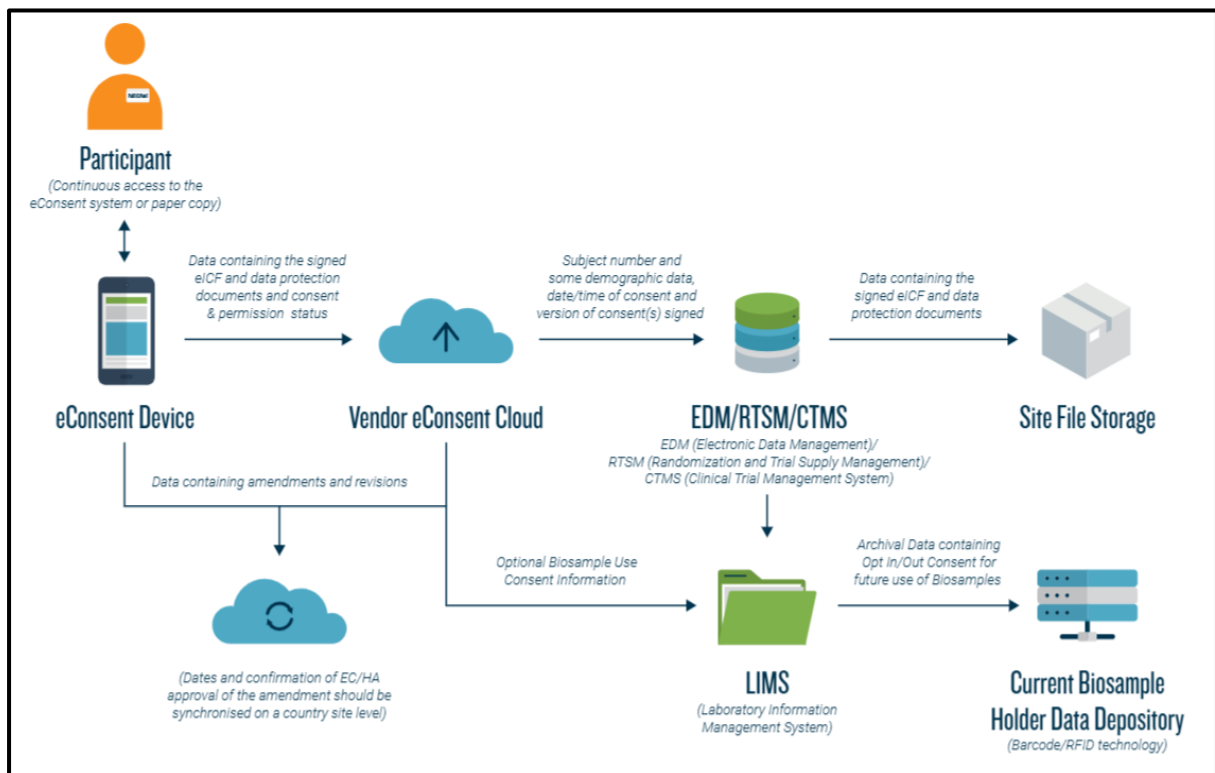 Participant
(Continuous access to the
eConsent system or paper copy)
Data containing the signed
eICF and data protection
documents and consent
& permission status
Subject number and
some demographic data,
date/time of consent and
version of consent(s) signed
Data containing the
signed eICF and data
protection documents
eConsent Device
Vendor eConsent Cloud
EDM/RTSM/CTMS
EDM (Electronic Data Management)/
RTSM (Randomization and Trial Supply Management)/
CTMS (Clinical Trial Management System)
Site File Storage
Data containing amendments and revisions
Optional Biosample Use
Consent Information
Archival Data containing
Opt In/Out Consent for
future use of Biosamples
(Dates and confirmation of EC/HA
approval of the amendment should be
synchronised on a country site level)
LIMS
(Laboratory Information
Management System)
Current Biosample
Holder Data Depository
(Barcode/RFID technology)